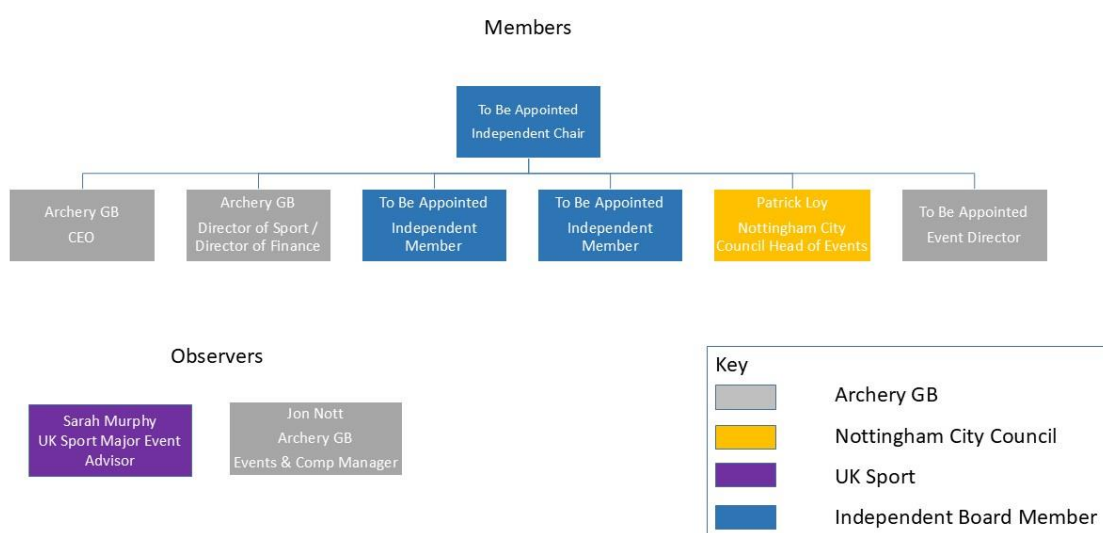 Members
To Be Appointed
Independent Chair
Archery GB
CEO
Archery GB
Director of Sport /
Director of Finance
To Be Appointed
Independent
Member
To Be Appointed
Independent
Member
Patrick Loy
Nottingham City
Council Head of Events
To Be Appointed
Event Director
Observers
Sarah Murphy
UK Sport Major Event
Advisor
Jon Nott
Archery GB
Events & Comp Manager
Key
Archery GB
Nottingham City Council
UK Sport
Independent Board Member